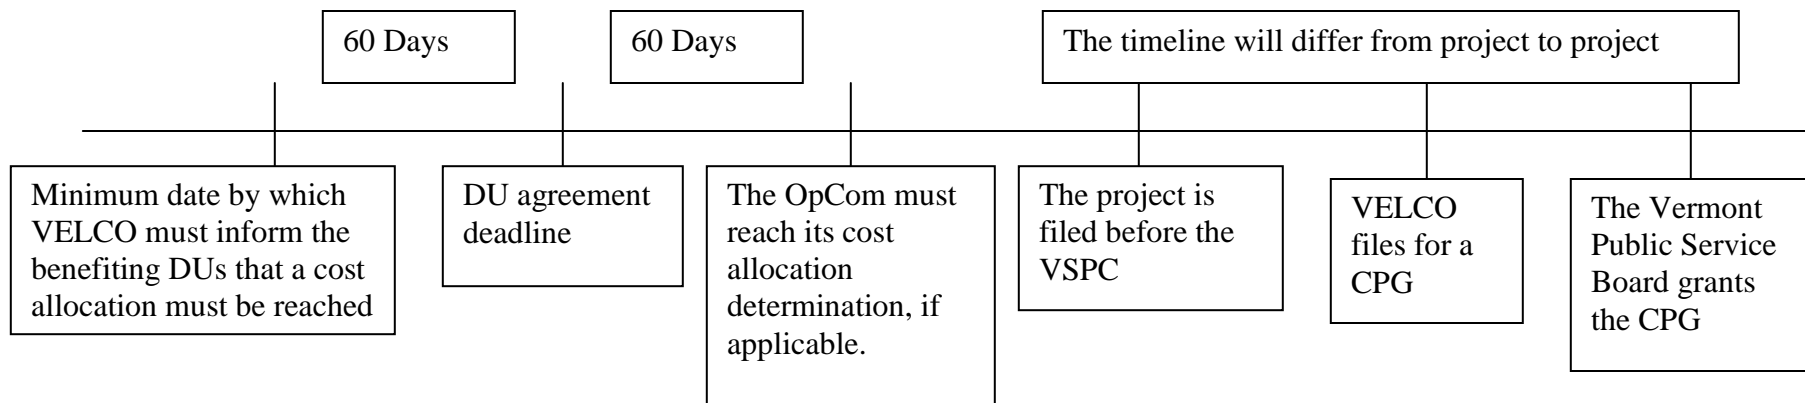 60 Days
60 Days
The timeline will differ from project to project
Minimum date by which
VELCO must inform the
benefiting DUs that a cost
allocation must be reached
DU agreement
deadline
The OpCom must
reach its cost
allocation
determination, if
applicable.
The project is
filed before the
VSPC
VELCO
files for a
CPG
The Vermont
Public Service
Board grants
the CPG